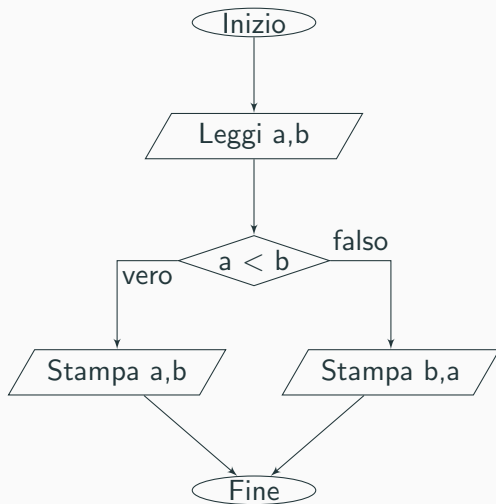 Inizio
Leggi a,b
a < b
vero
falso
Stampa a,b
Stampa b,a
Fine